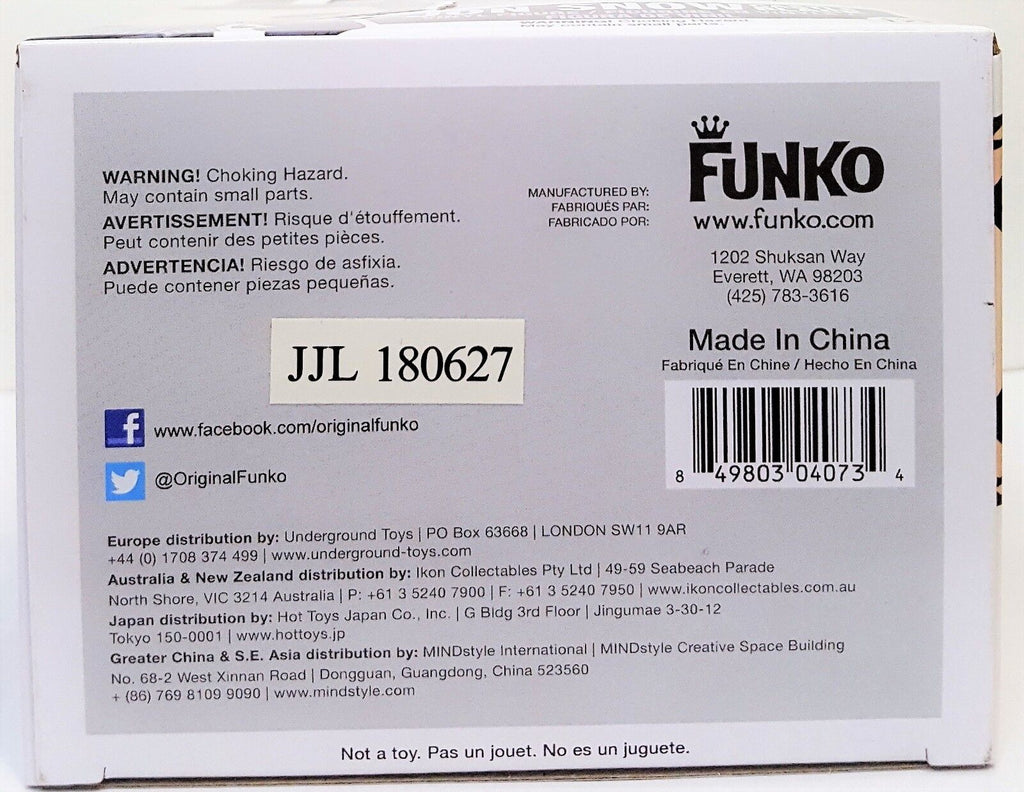 WARNING! Choking Hazard
May contain small parts.
WARNING! Choking Hazard.
May contain small parts.
AVERTISSEMENT! Risque d'étouffement.
Peut contenir des petites pièces.
ADVERTENCIA! Riesgo de asfixia.
Puede contener piezas pequeñas.
MANUFACTURED BY:
FABRIQUÉS PAR:
FABRICADO POR:
FUNKO
www.funko.com
1202 Shuksan Way
Everett, WA 98203
(425) 783-3616
JJL 180627
Made In China
Fabriqué En Chine / Hecho En China
8 49803 04073 4
www.facebook.com/originalfunko
@OriginalFunko
Europe distribution by: Underground Toys | PO Box 63668 | LONDON SW11 9AR
+44 (0) 1708 374 499 | www.underground-toys.com
Australia & New Zealand distribution by: Ikon Collectables Pty Ltd | 49-59 Seabeach Parade
North Shore, VIC 3214 Australia | P: +61 3 5240 7900 | F: +61 3 5240 7950 | www.ikoncollectables.com.au
Japan distribution by: Hot Toys Japan Co., Inc. | G Bldg 3rd Floor | Jingumae 3-30-12
Tokyo 150-0001 | www.hottoys.jp
Greater China & S.E. Asia distribution by: MINDstyle International | MINDstyle Creative Space Building
No. 68-2 West Xinnan Road | Dongguan, Guangdong, China 523560
+ (86) 769 8109 9090 | www.mindstyle.com
Not a toy. Pas un jouet. No es un juguete.